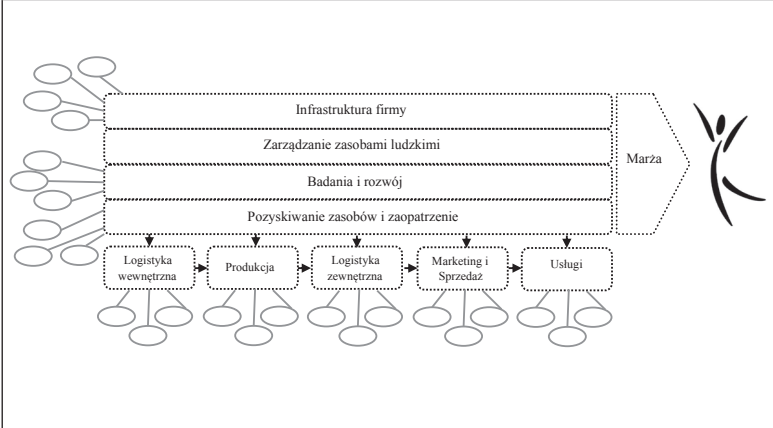 Infrastruktura firmy
Zarządzanie zasobami ludzkimi
Badania i rozwój
Pozyskiwanie zasobów i zaopatrzenie
Marża
Logistyka
wewnętrzna
Produkcja
Logistyka
zewnętrzna
Marketing i
Sprzedaż
Usługi